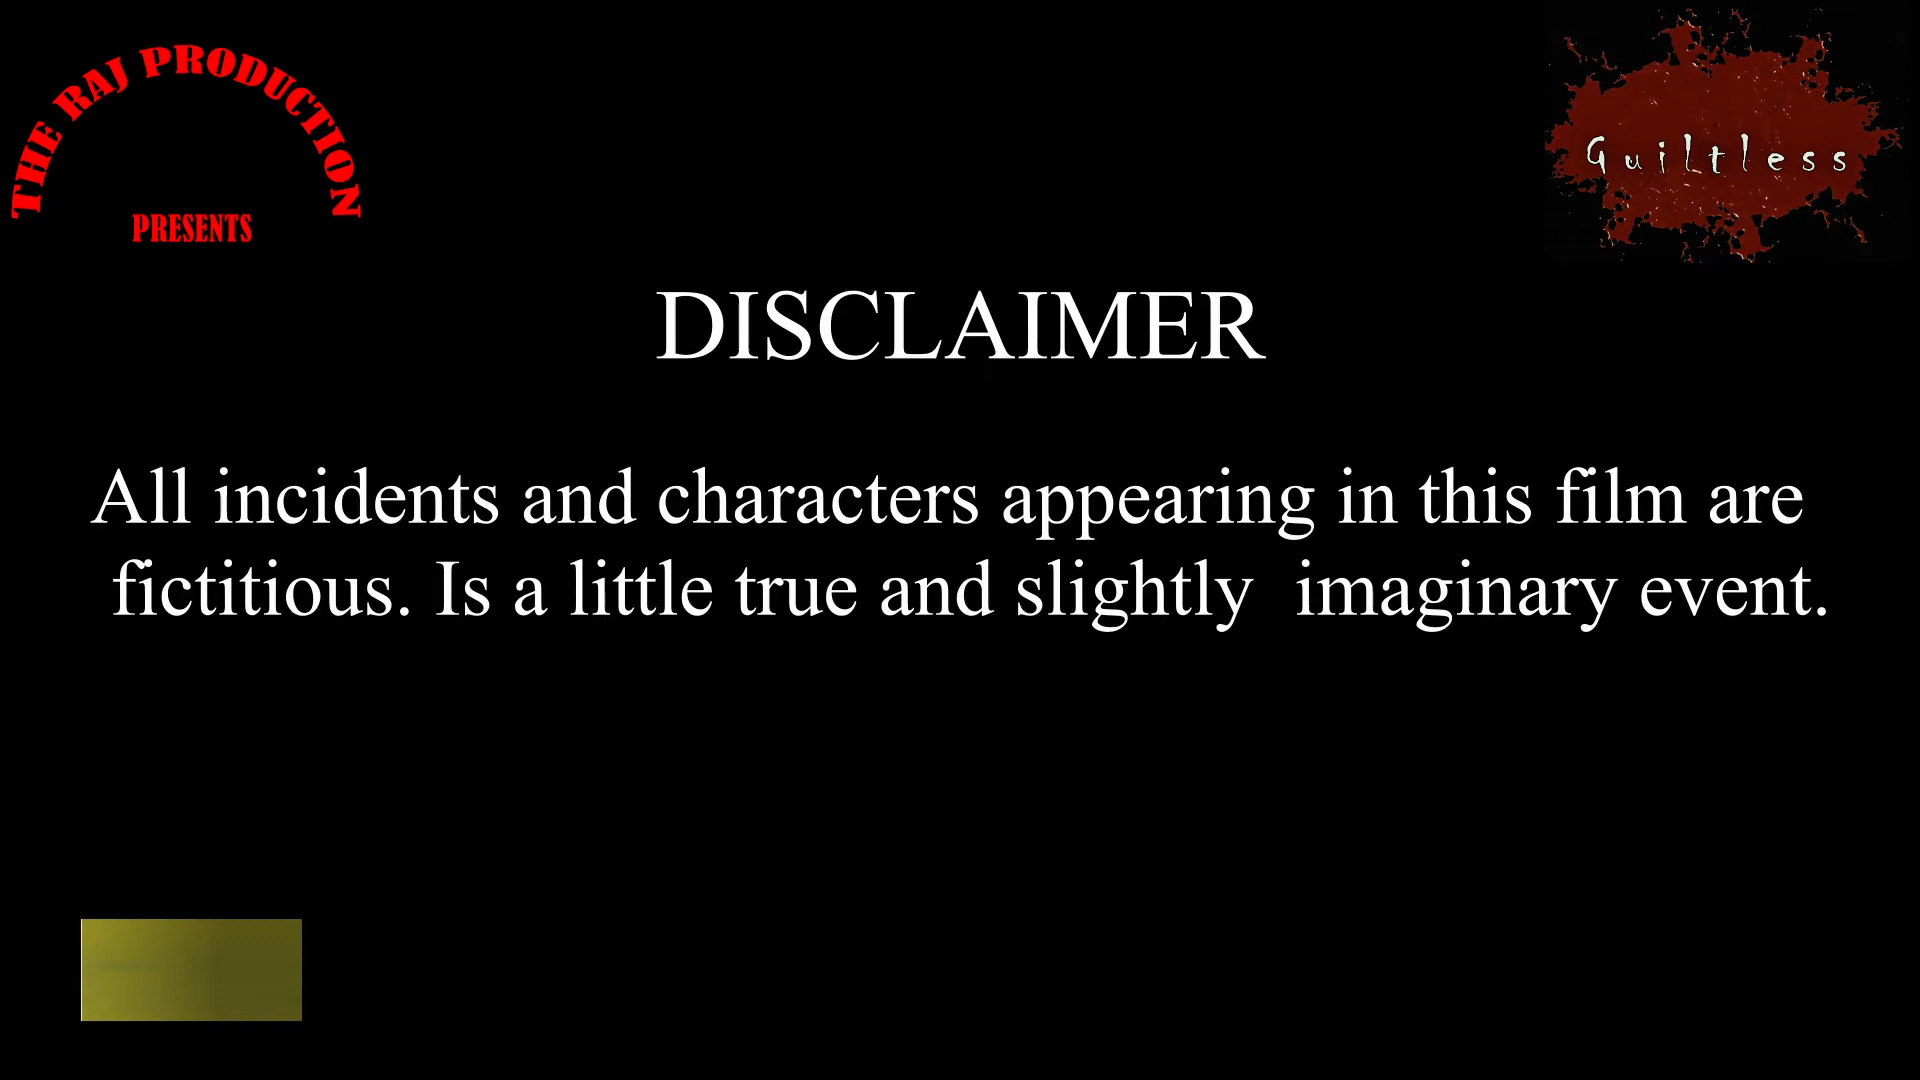 THE RAJ PRODUCTION
PRESENTS
Guiltless
DISCLAIMER
All incidents and characters appearing in this film are
fictitious. Is a little true and slightly  imaginary event.